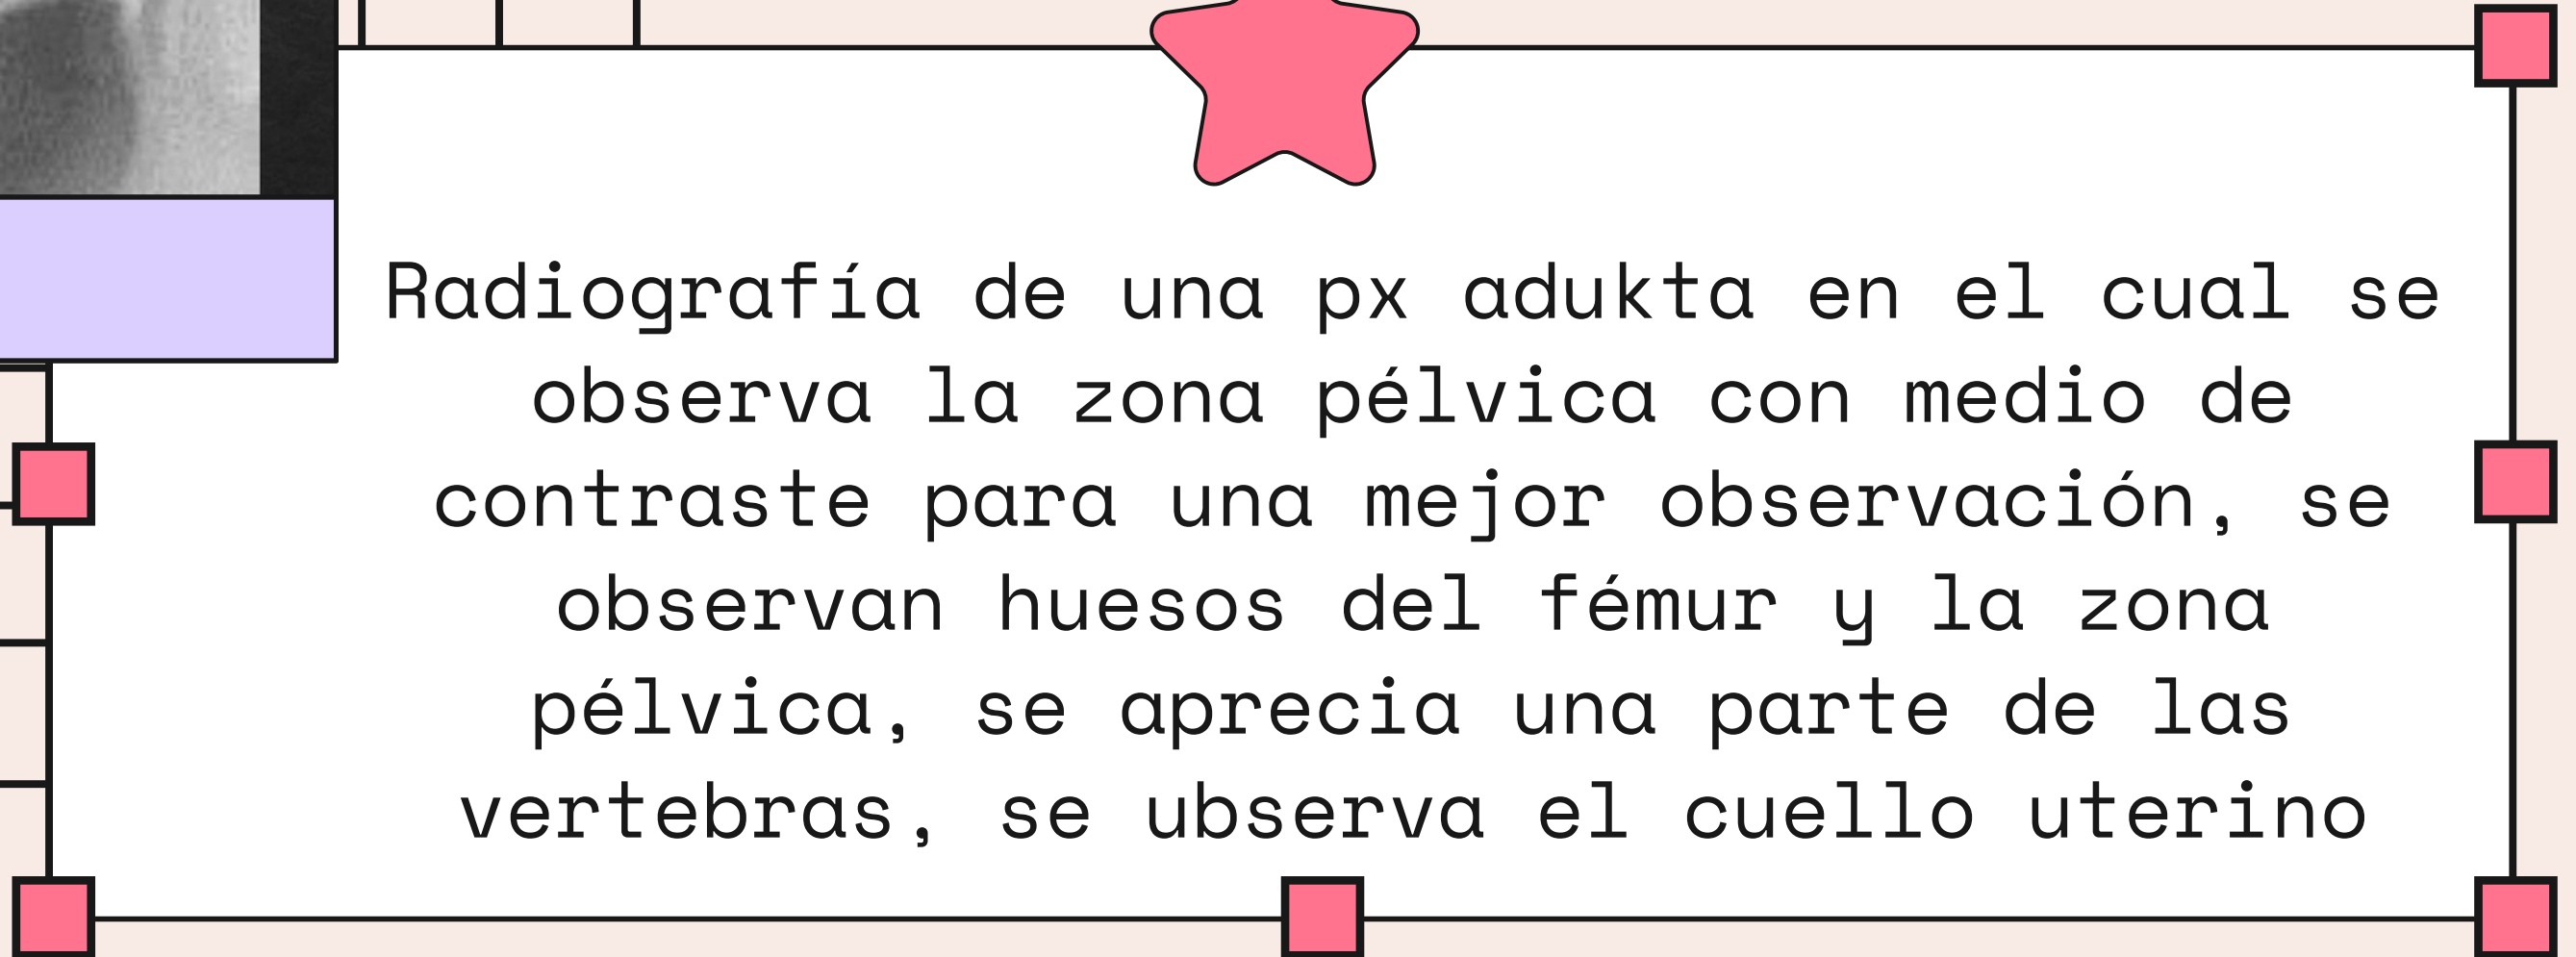 Radiografía de una px adukta en el cual se
observa la zona pélvica con medio de
contraste para una mejor observación, se
observan huesos del fémur y la zona
pélvica, se aprecia una parte de las
vertebras, se ubserva el cuello uterino